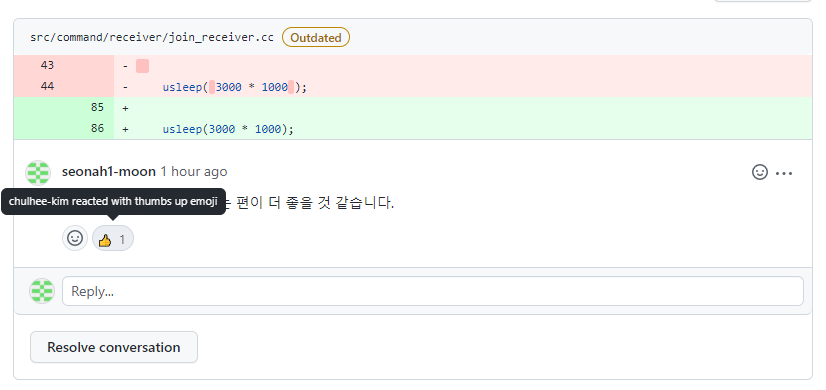 src/command/receiver/join_receiver.cc Outdated
43 -
44 - usleep( 3000 * 1000 );
85 +
86 + usleep(3000 * 1000);
seonah1-moon 1 hour ago
chulhee-kim reacted with thumbs up emoji
는 편이 더 좋을 것 같습니다.
👍 1
Reply...
Resolve conversation